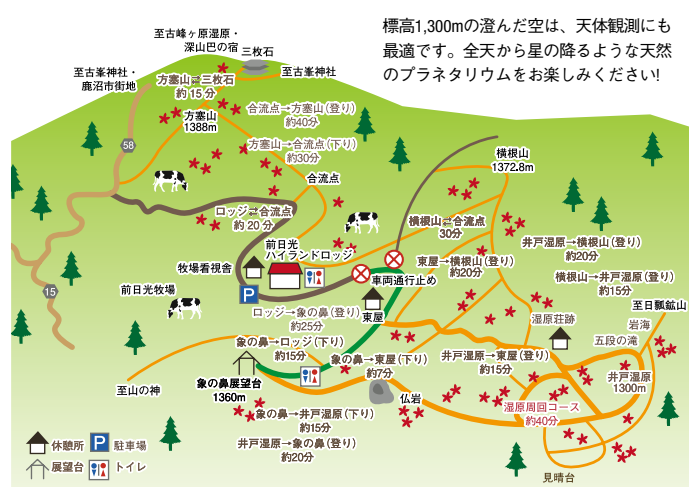 標高1,300mの澄んだ空は、天体観測にも
最適です。全天から星の降るような天然
のプラネタリウムをお楽しみください!
至古峰ヶ原湿原・
深山巴の宿
三枚石
至古峯神社・
鹿沼市街地
方塞山⇄三枚石
約15分
至古峯神社
方塞山
1388m
合流点→方塞山（登り）
約40分
方塞山→合流点（下り）
約30分
58
合流点
横根山
1372.8m
ロッジ⇄合流点
約20分
横根山⇄合流点
30分
井戸湿原→横根山（登り）
約20分
前日光
ハイランドロッジ
東屋→横根山（登り）
約20分
牧場看視舎
車両通行止め
横根山→井戸湿原（登り）
約15分
15
前日光牧場
P
ロッジ→象の鼻（登り）
約25分
東屋
湿原荘跡
至日瓢鉱山
岩海
五段の滝
象の鼻→ロッジ（下り）
約15分
象の鼻→東屋（下り）
約7分
井戸湿原→東屋（登り）
約15分
井戸湿原
1300m
至山の神
象の鼻展望台
1360m
仏岩
湿原周回コース
約40分
象の鼻→井戸湿原（下り）
約15分
井戸湿原→象の鼻（登り）
約20分
見晴台
休憩所
P
駐車場
展望台
トイレ